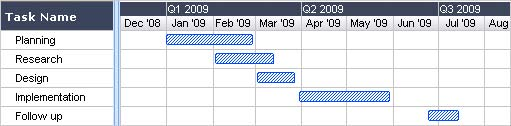 Task Name
Q1 2009 Q2 2009 Q3 2009
Dec '08 Jan '09 Feb '09 Mar '09 Apr '09 May '09 Jun '09 Jul '09 Aug
Planning
Research
Design
Implementation
Follow up